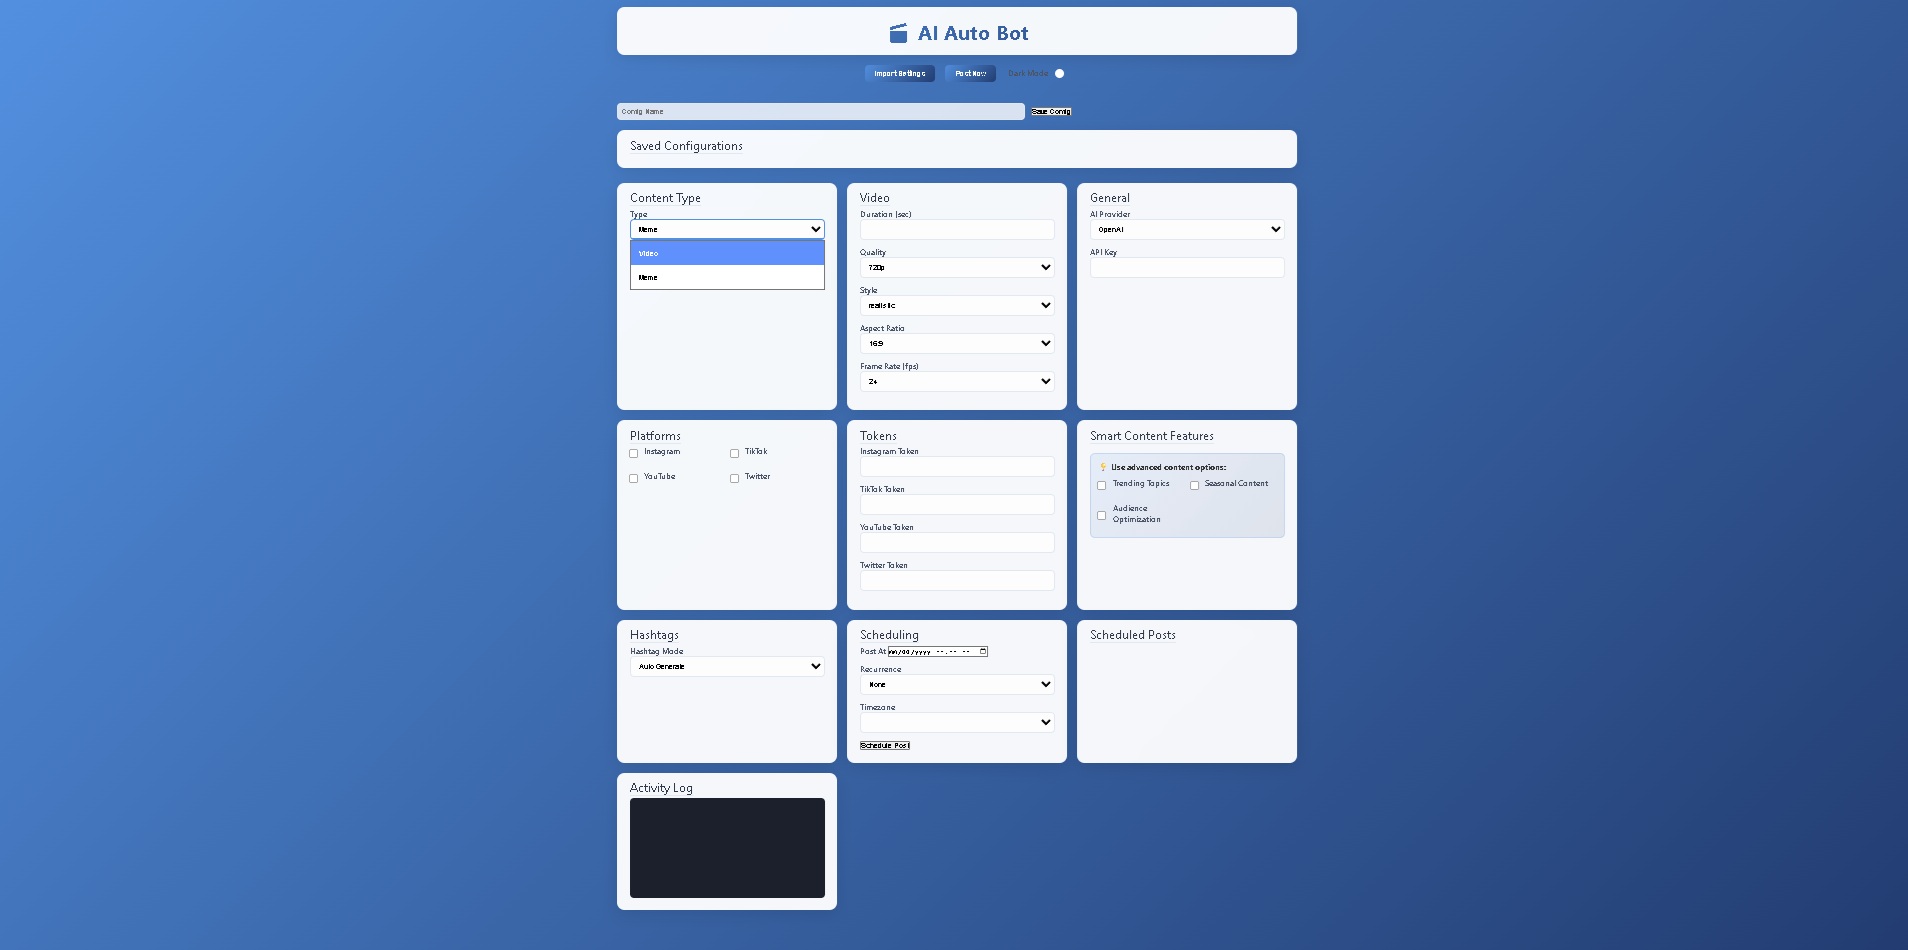 AI Auto Bot
Import Settings
Post Now
Dark Mode
Config Name
Save Config
Saved Configurations
Content Type
Type
Meme
Video
Meme
Video
Duration (sec)
Quality
720p
Style
realistic
Aspect Ratio
16:9
Frame Rate (fps)
24
General
AI Provider
OpenAI
API Key
Platforms
Instagram
TikTok
YouTube
Twitter
Tokens
Instagram Token
TikTok Token
YouTube Token
Twitter Token
Smart Content Features
Use advanced content options:
Trending Topics
Seasonal Content
Audience
Optimization
Hashtags
Hashtag Mode
Auto Generate
Scheduling
Post At mm/dd/yyyy --:-- --
Recurrence
None
Timezone
Schedule Post
Scheduled Posts
Activity Log